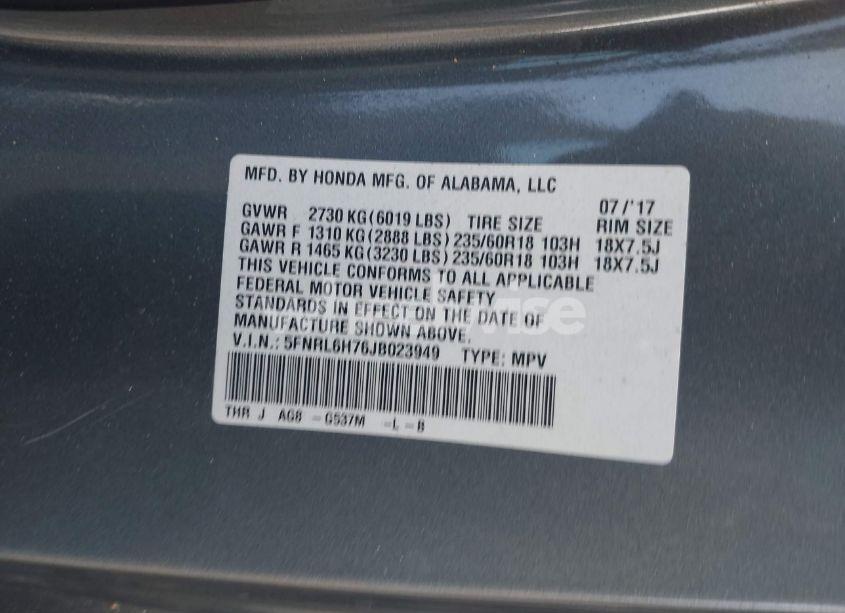 MFD. BY HONDA MFG. OF ALABAMA, LLC 07/'17
GVWR 2730 KG(6019 LBS) TIRE SIZE RIM SIZE
GAWR F 1310 KG(2888 LBS) 235/60R18 103H 18X7.5J
GAWR R 1465 KG(3230 LBS) 235/60R18 103H 18X7.5J
THIS VEHICLE CONFORMS TO ALL APPLICABLE
FEDERAL MOTOR VEHICLE SAFETY
STANDARDS IN EFFECT ON THE DATE OF
MANUFACTURE SHOWN ABOVE.
V.I.N.: 5FNRL6H76JB023949 TYPE: MPV
THR J AG8 -G537M -L-B